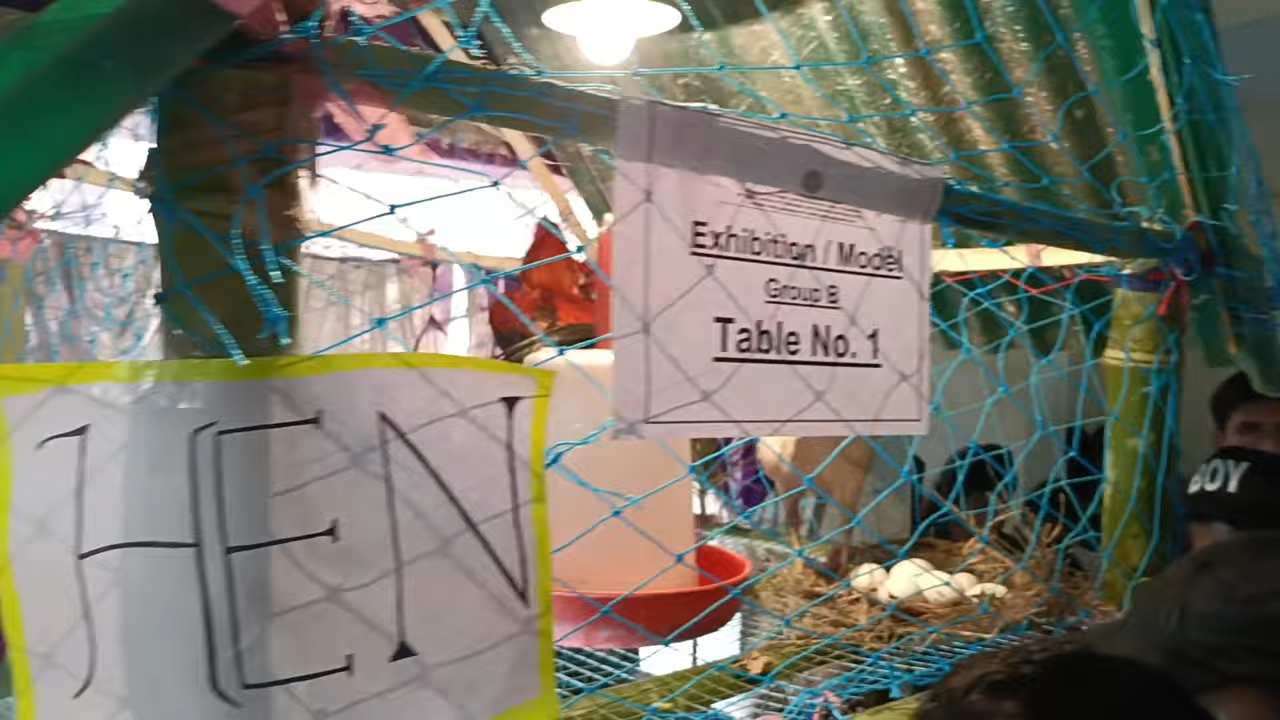 Exhibition / Model
Group B
Table No. 1
HEN
BOY